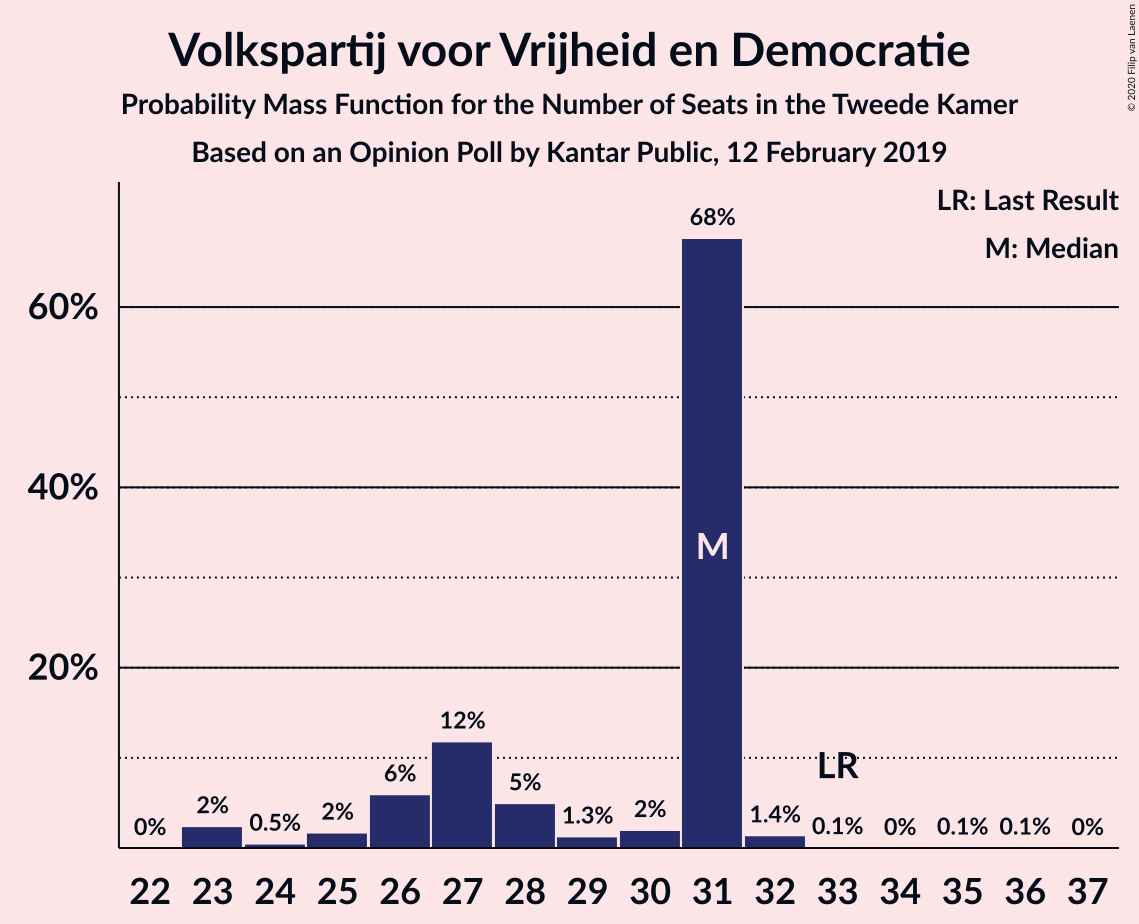 Volkspartij voor Vrijheid en Democratie
Probability Mass Function for the Number of Seats in the Tweede Kamer
Based on an Opinion Poll by Kantar Public, 12 February 2019
© 2020 Filip van Laenen
LR: Last Result
M: Median
60%
40%
20%
0%
2%
0.5%
2%
6%
12%
5%
1.3%
2%
68%
1.4%
0.1%
0%
0.1%
0.1%
0%
M
LR
22 23 24 25 26 27 28 29 30 31 32 33 34 35 36 37